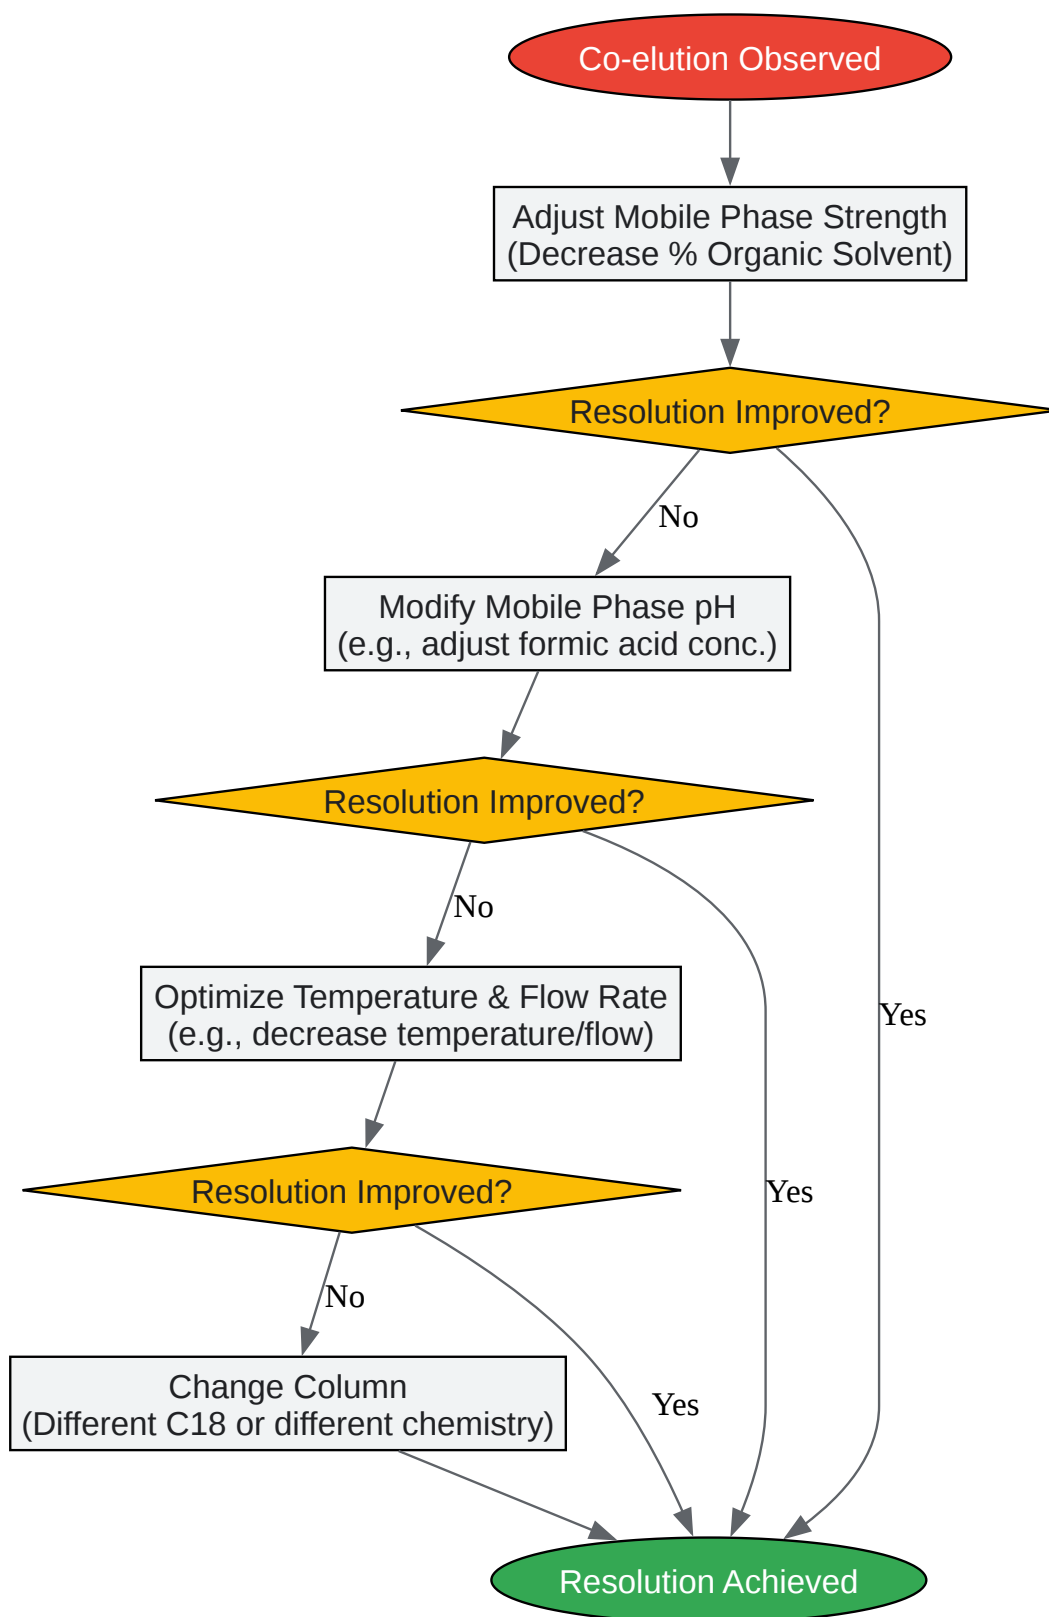 Co-elution Observed
Adjust Mobile Phase Strength
(Decrease % Organic Solvent)
Resolution Improved?
No
Modify Mobile Phase pH
(e.g., adjust formic acid conc.)
Resolution Improved?
No
Optimize Temperature & Flow Rate
(e.g., decrease temperature/flow)
Yes
Resolution Improved?
Yes
No
Change Column
(Different C18 or different chemistry)
Yes
Resolution Achieved